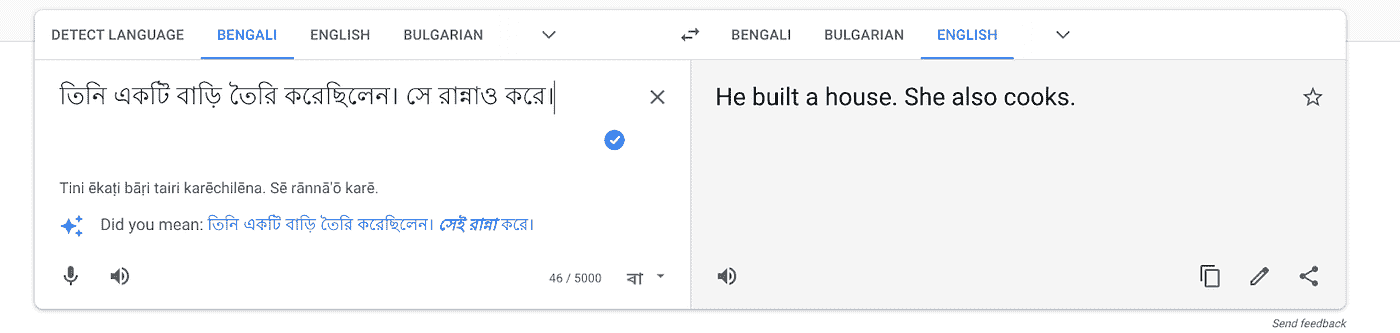 DETECT LANGUAGE BENGALI ENGLISH BULGARIAN BENGALI BULGARIAN ENGLISH
তিনি একটি বাড়ি তৈরি করেছিলেন। সে রান্নাও করে।
He built a house. She also cooks.
Tini ēkaṭi bāṛi tairi karēchilēna. Sē rānnā'ō karē.
Did you mean: তিনি একটি বাড়ি তৈরি করেছিলেন। সেই রান্না করে।
46 / 5000 বা
Send feedback